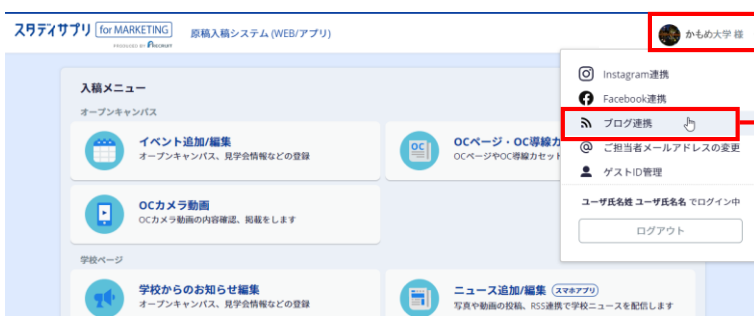 スタディサプリ for MARKETING
PRODUCED BY RECRUIT
原稿入稿システム (WEB/アプリ)
かもめ大学 様
入稿メニュー
オープンキャンパス
イベント追加/編集
オープンキャンパス、見学会情報などの登録
OCページ・OC導線カ
OCページやOC導線カセット
OCカメラ動画
OCカメラ動画の内容確認、掲載をします
学校ページ
学校からのお知らせ編集
オープンキャンパス、見学会情報などの登録
ニュース追加/編集 スマホアプリ
写真や動画の投稿、RSS連携で学校ニュースを配信します
Instagram連携
Facebook連携
ブログ連携
ご担当者メールアドレスの変更
ゲストID管理
ユーザ氏名姓 ユーザ氏名名 でログイン中
ログアウト